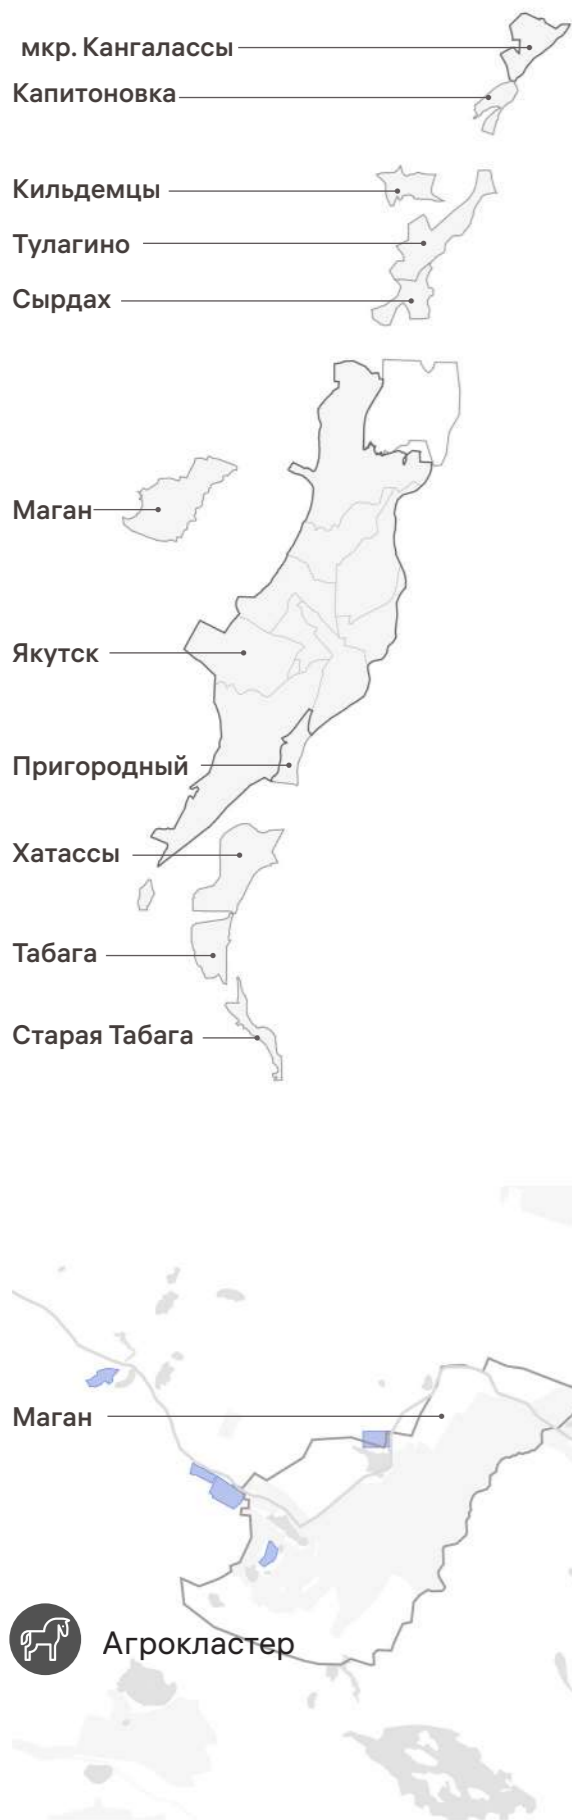 мкр. Кангалассы
Капитоновка
Кильдемцы
Тулагино
Сырдах
Маган
Якутск
Пригородный
Хатассы
Табага
Старая Табага
Маган
Агрокластер